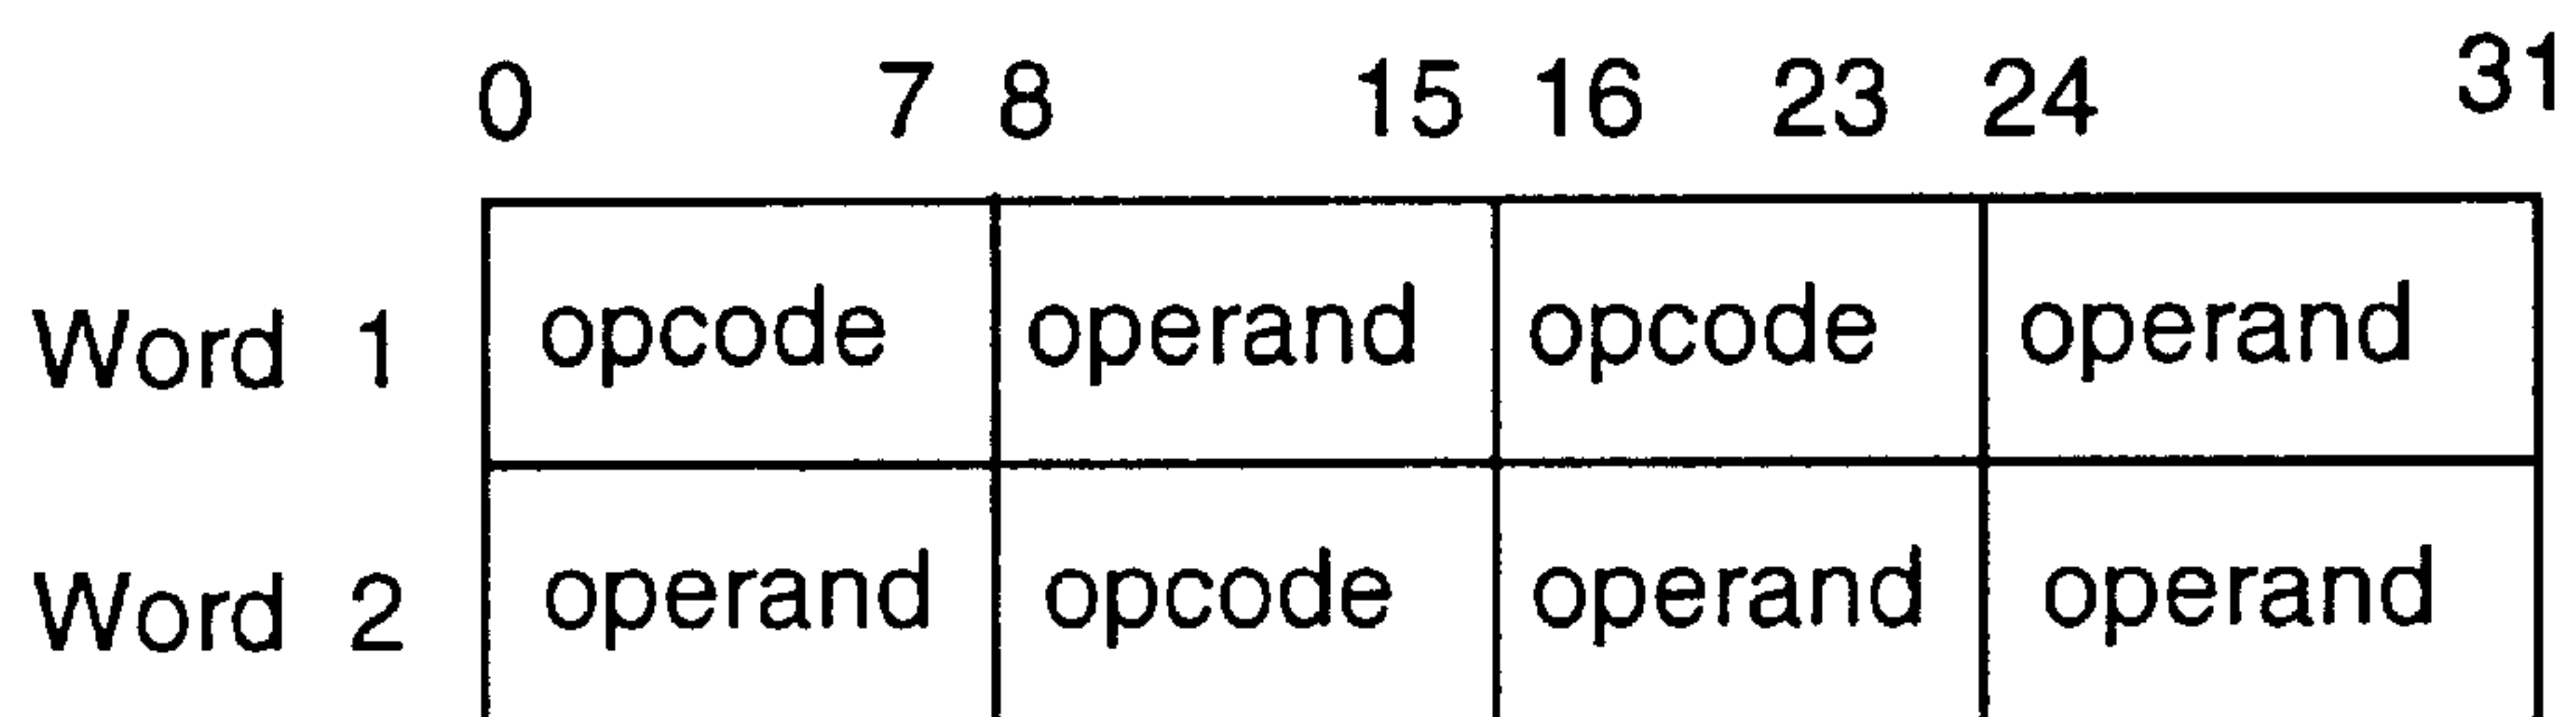 0 7 8 15 16 23 24 31
Word 1 opcode operand opcode operand
Word 2 operand opcode operand operand